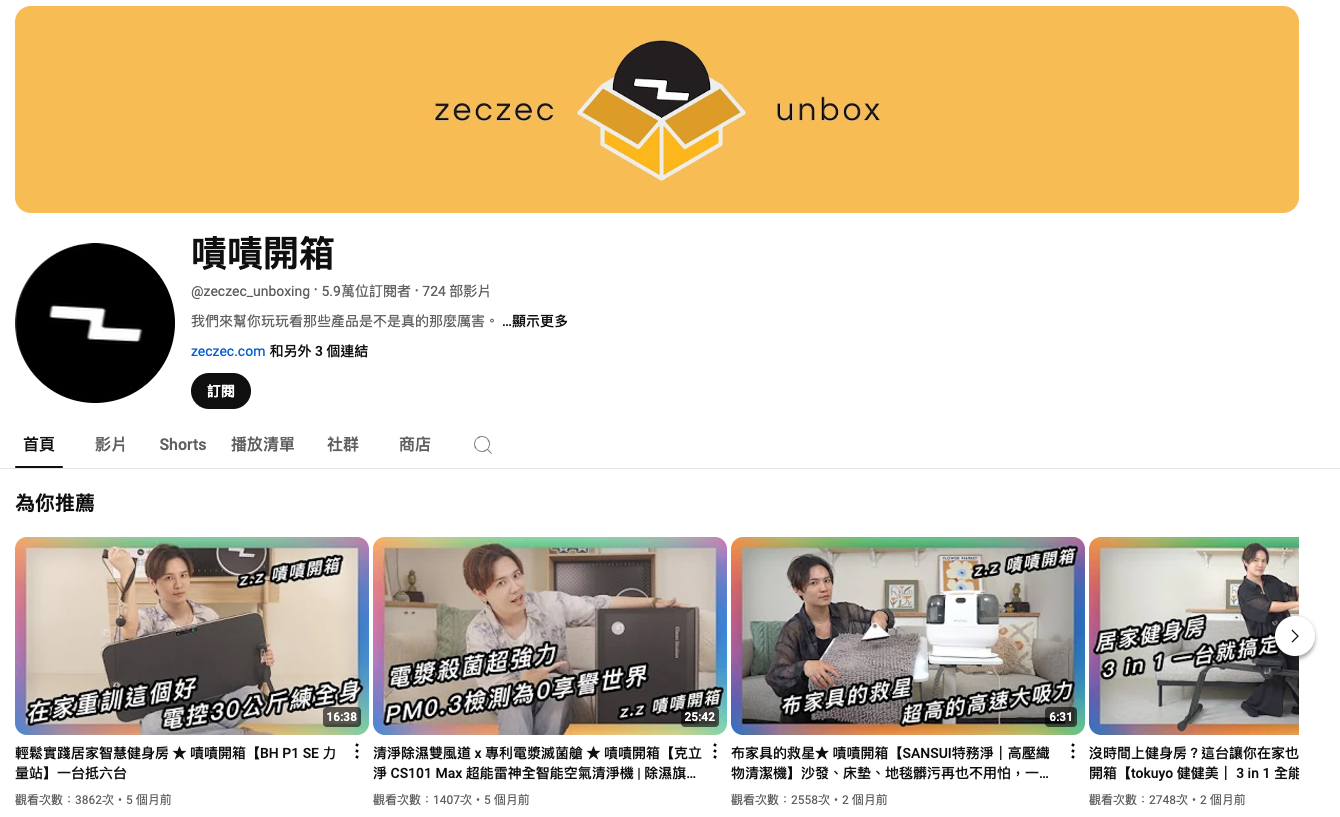 zeczec unbox
嘖嘖開箱
@zeczec_unboxing · 5.9萬位訂閱者 · 724 部影片
我們來幫你玩玩看那些產品是不是真的那麼厲害。 ...顯示更多
zeczec.com 和另外 3 個連結
訂閱
首頁 影片 Shorts 播放清單 社群 商店
為你推薦
z.z 嘖嘖開箱
在家重訓這個好
電控30公斤練全身
16:38
電漿殺菌超強力
PM0.3檢測為0享譽世界
z.z 嘖嘖開箱
25:42
FLOWER MARKET
z.z 嘖嘖開箱
布家具的救星
超高的高速大吸力
6:31
居家健身房
3 in 1 一台就搞定
輕鬆實踐居家智慧健身房 ★ 嘖嘖開箱【BH P1 SE 力
量站】一台抵六台
觀看次數：3862次 • 5 個月前
清淨除濕雙風道 x 專利電漿滅菌艙 ★ 嘖嘖開箱【克立
淨 CS101 Max 超能雷神全智能空氣清淨機 | 除濕旗...
觀看次數：1407次 • 5 個月前
布家具的救星★ 嘖嘖開箱【SANSUI特務淨｜高壓織
物清潔機】沙發、床墊、地毯髒污再也不用怕，一...
觀看次數：2558次 • 2 個月前
沒時間上健身房？這台讓你在家也
開箱【tokuyo 健健美｜ 3 in 1 全能
觀看次數：2748次 • 2 個月前